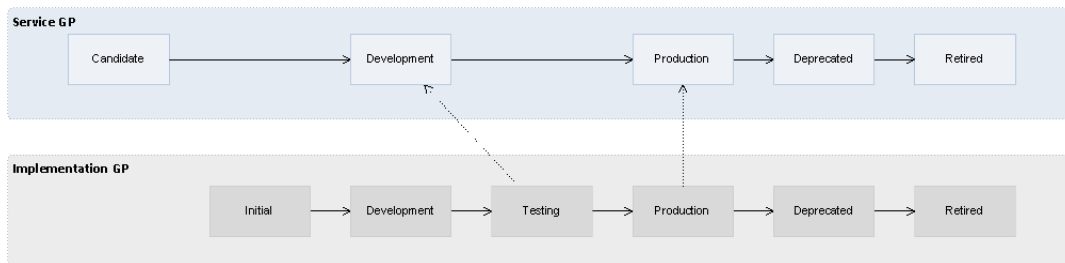 Service GP
Candidate
Development
Production
Deprecated
Retired
Implementation GP
Initial
Development
Testing
Production
Deprecated
Retired